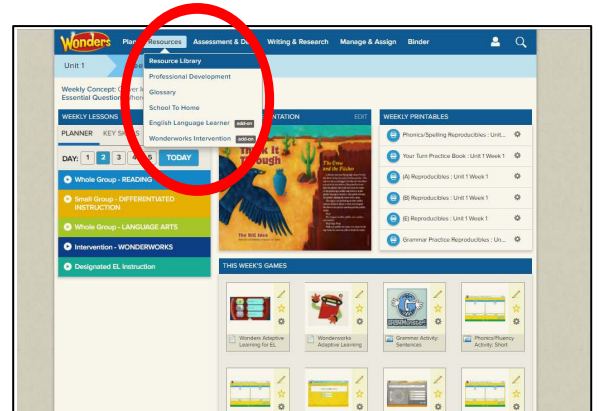 Wonders
Plan Resources Assessment & Da Writing & Research Manage & Assign Binder
Unit 1
Resource Library
Professional Development
Glossary
School To Home
English Language Learner add-on
Wonderworks Intervention add-on
Weekly Concept:
Essential Question
WEEKLY LESSONS
PLANNER KEY
DAY: 1 2 3 4 5 TODAY
Whole Group - READING
Small Group - DIFFERENTIATED
INSTRUCTION
Whole Group - LANGUAGE ARTS
Intervention - WONDERWORKS
Designated EL Instruction
ENTATION EDIT
Think It
Through
The Crow
and the Pitcher
The BIG Idea
WEEKLY PRINTABLES
Phonics/Spelling Reproducibles : Unit...
Your Turn Practice Book : Unit 1 Week 1
(A) Reproducibles : Unit 1 Week 1
(B) Reproducibles : Unit 1 Week 1
(E) Reproducibles : Unit 1 Week 1
Grammar Practice Reproducibles : Un...
THIS WEEK'S GAMES
Wonders Adaptive
Learning for EL
Wonderworks
Adaptive Learning
Grammar Activity:
Sentences
Phonics/Fluency
Activity: Short